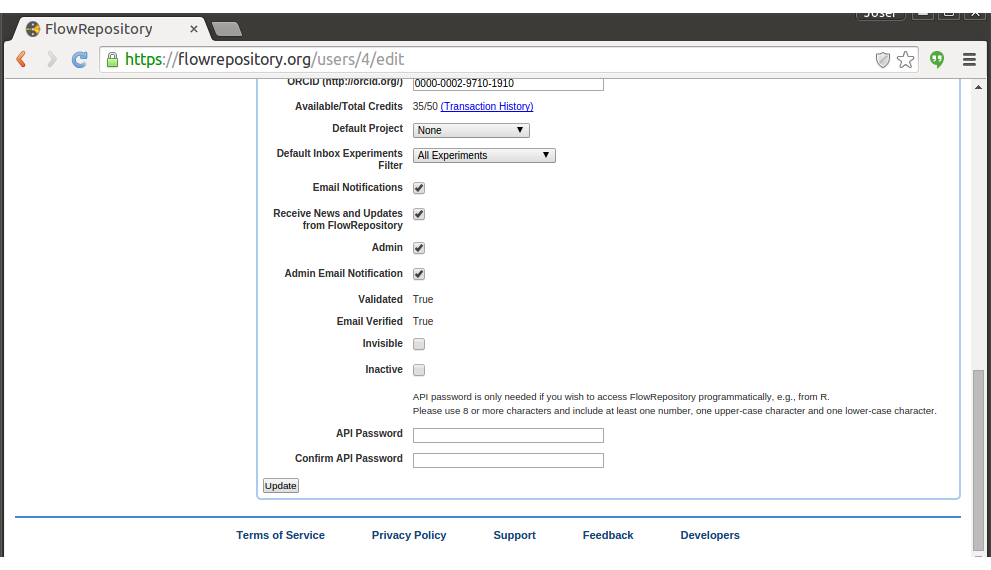 FlowRepository
https://flowrepository.org/users/4/edit
ORCID (http://orcid.org/) 0000-0002-9710-1910
Available/Total Credits 35/50 (Transaction History)
Default Project None
Default Inbox Experiments Filter All Experiments
Email Notifications
Receive News and Updates
from FlowRepository
Admin
Admin Email Notification
Validated True
Email Verified True
Invisible
Inactive
API password is only needed if you wish to access FlowRepository programmatically, e.g., from R.
Please use 8 or more characters and include at least one number, one upper-case character and one lower-case character.
API Password
Confirm API Password
Update
Terms of Service Privacy Policy Support Feedback Developers